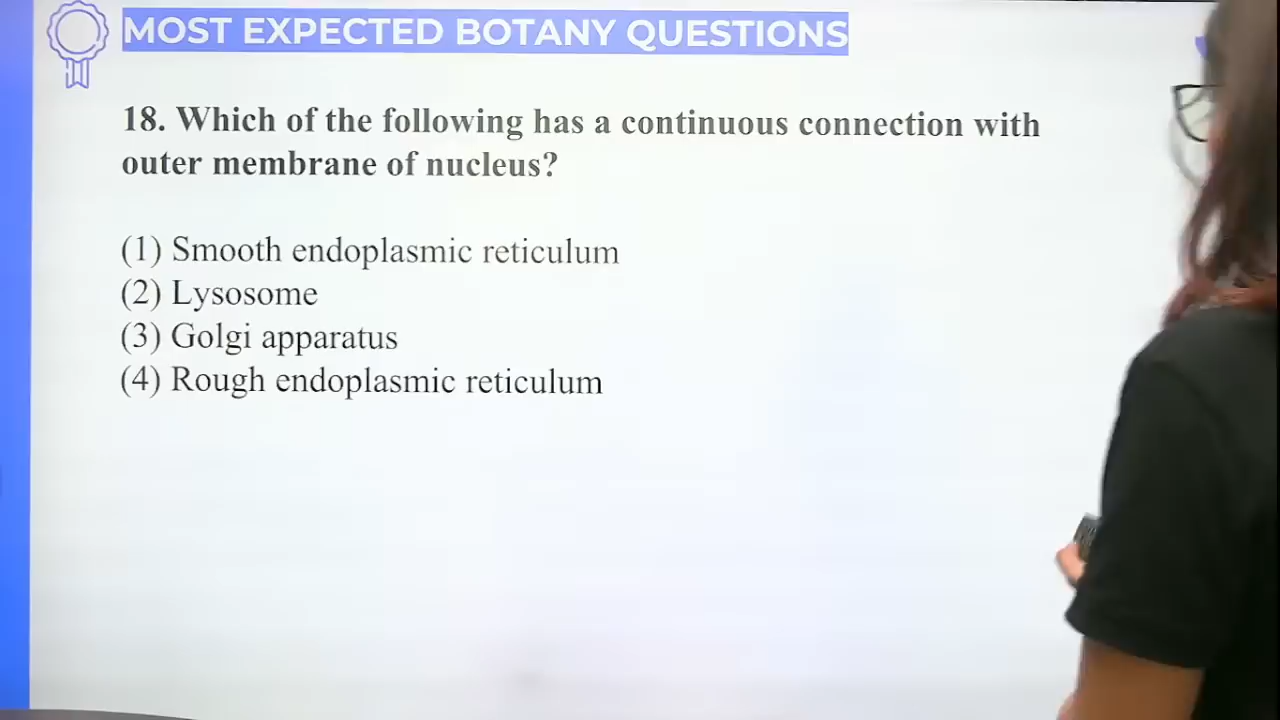 MOST EXPECTED BOTANY QUESTIONS
18. Which of the following has a continuous connection with
outer membrane of nucleus?
(1) Smooth endoplasmic reticulum
(2) Lysosome
(3) Golgi apparatus
(4) Rough endoplasmic reticulum